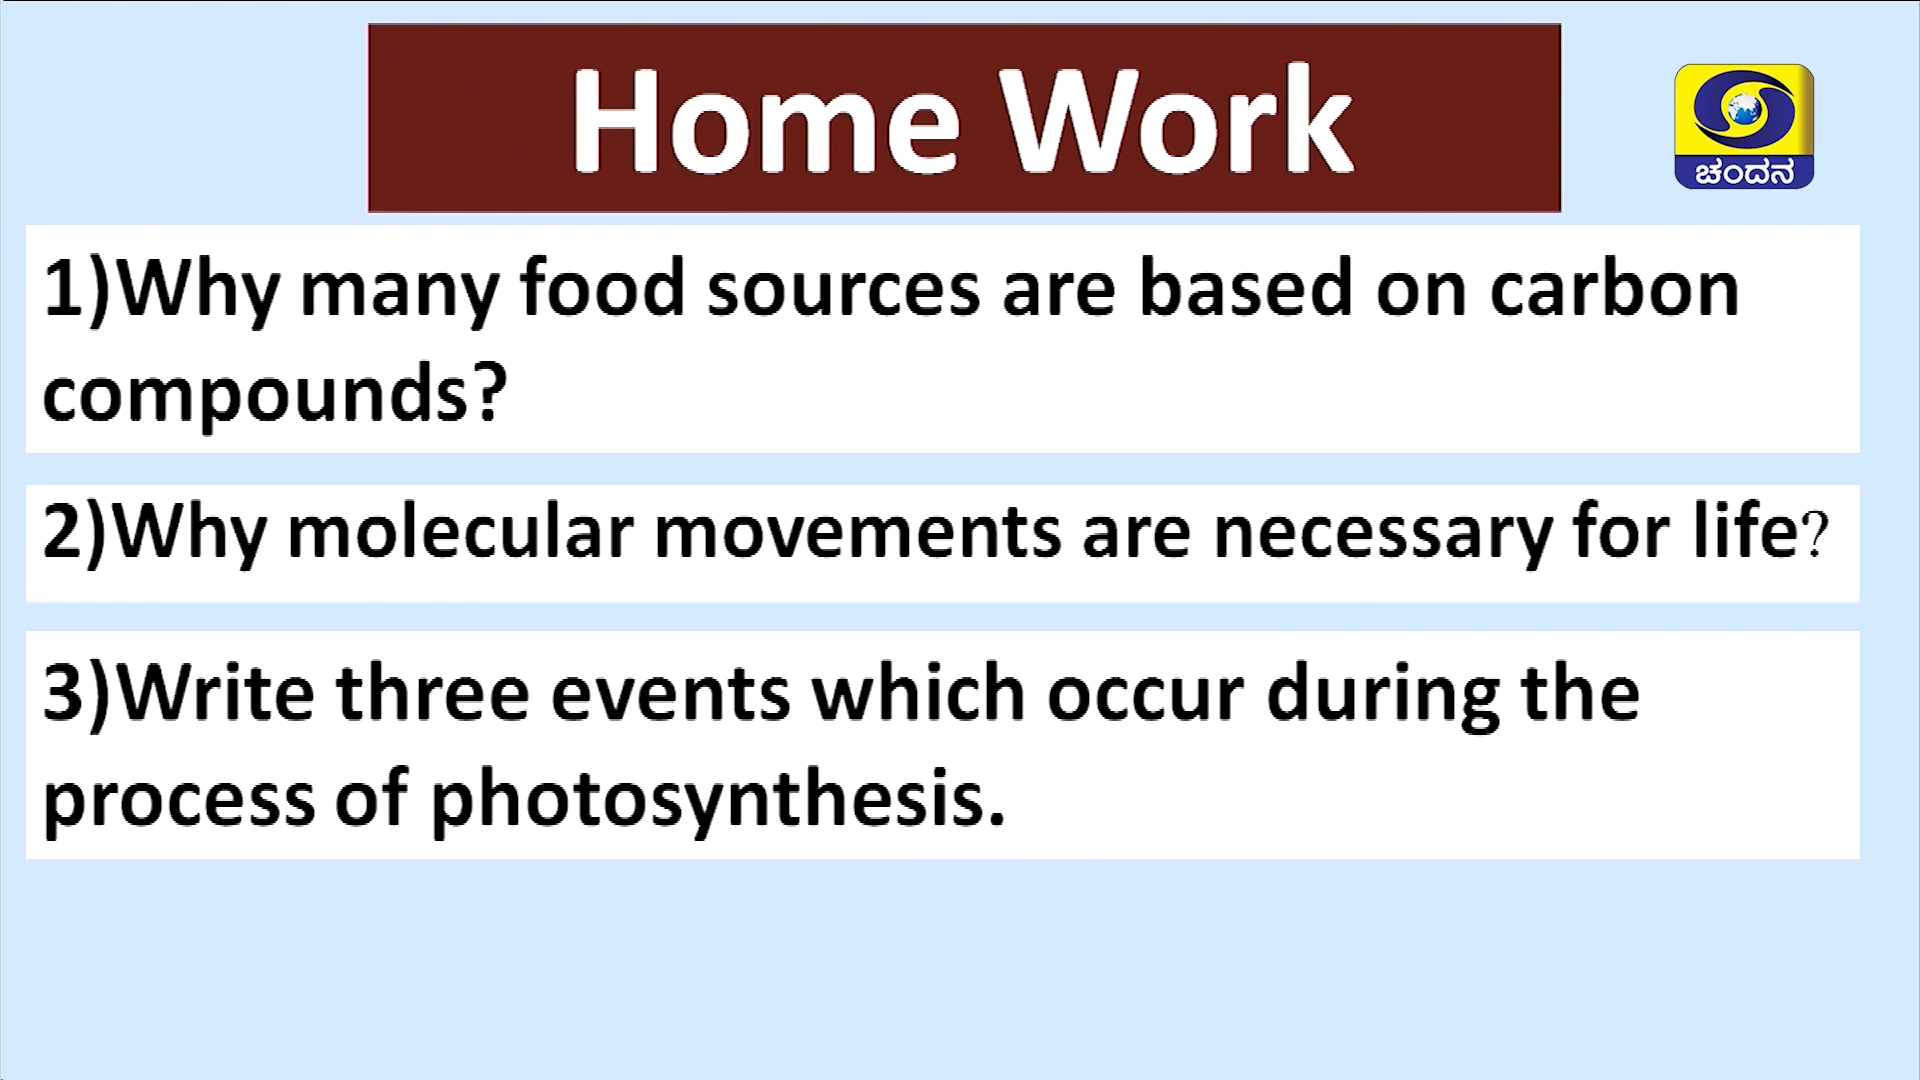 Home Work
ಚಂದನ
1)Why many food sources are based on carbon
compounds?
2)Why molecular movements are necessary for life?
3)Write three events which occur during the
process of photosynthesis.